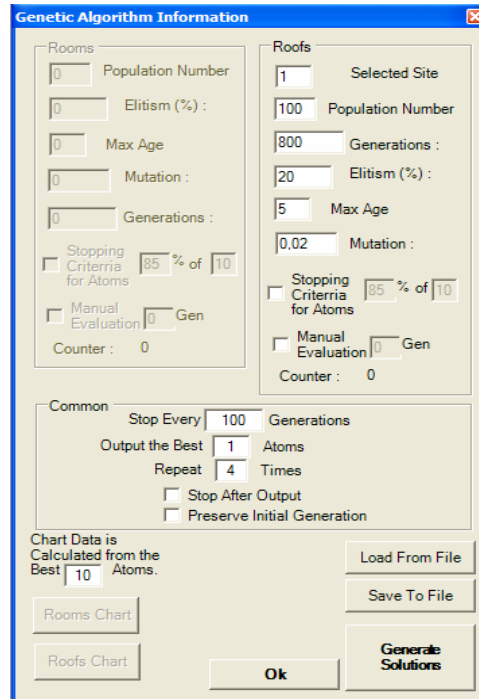 Genetic Algorithm Information
Rooms
0 Population Number
0 Elitism (%) :
0 Max Age
0 Mutation :
0 Generations :
Stopping
Criterria 85 % of 10
for Atoms
Manual
Evaluation 0 Gen
Counter : 0
Roofs
1 Selected Site
100 Population Number
800 Generations :
20 Elitism (%) :
5 Max Age
0,02 Mutation :
Stopping
Criterria 85 % of 10
for Atoms
Manual
Evaluation 0 Gen
Counter : 0
Common
Stop Every 100 Generations
Output the Best 1 Atoms
Repeat 4 Times
Stop After Output
Preserve Initial Generation
Chart Data is
Calculated from the
Best 10 Atoms.
Rooms Chart
Roofs Chart
Load From File
Save To File
Generate
Solutions
Ok